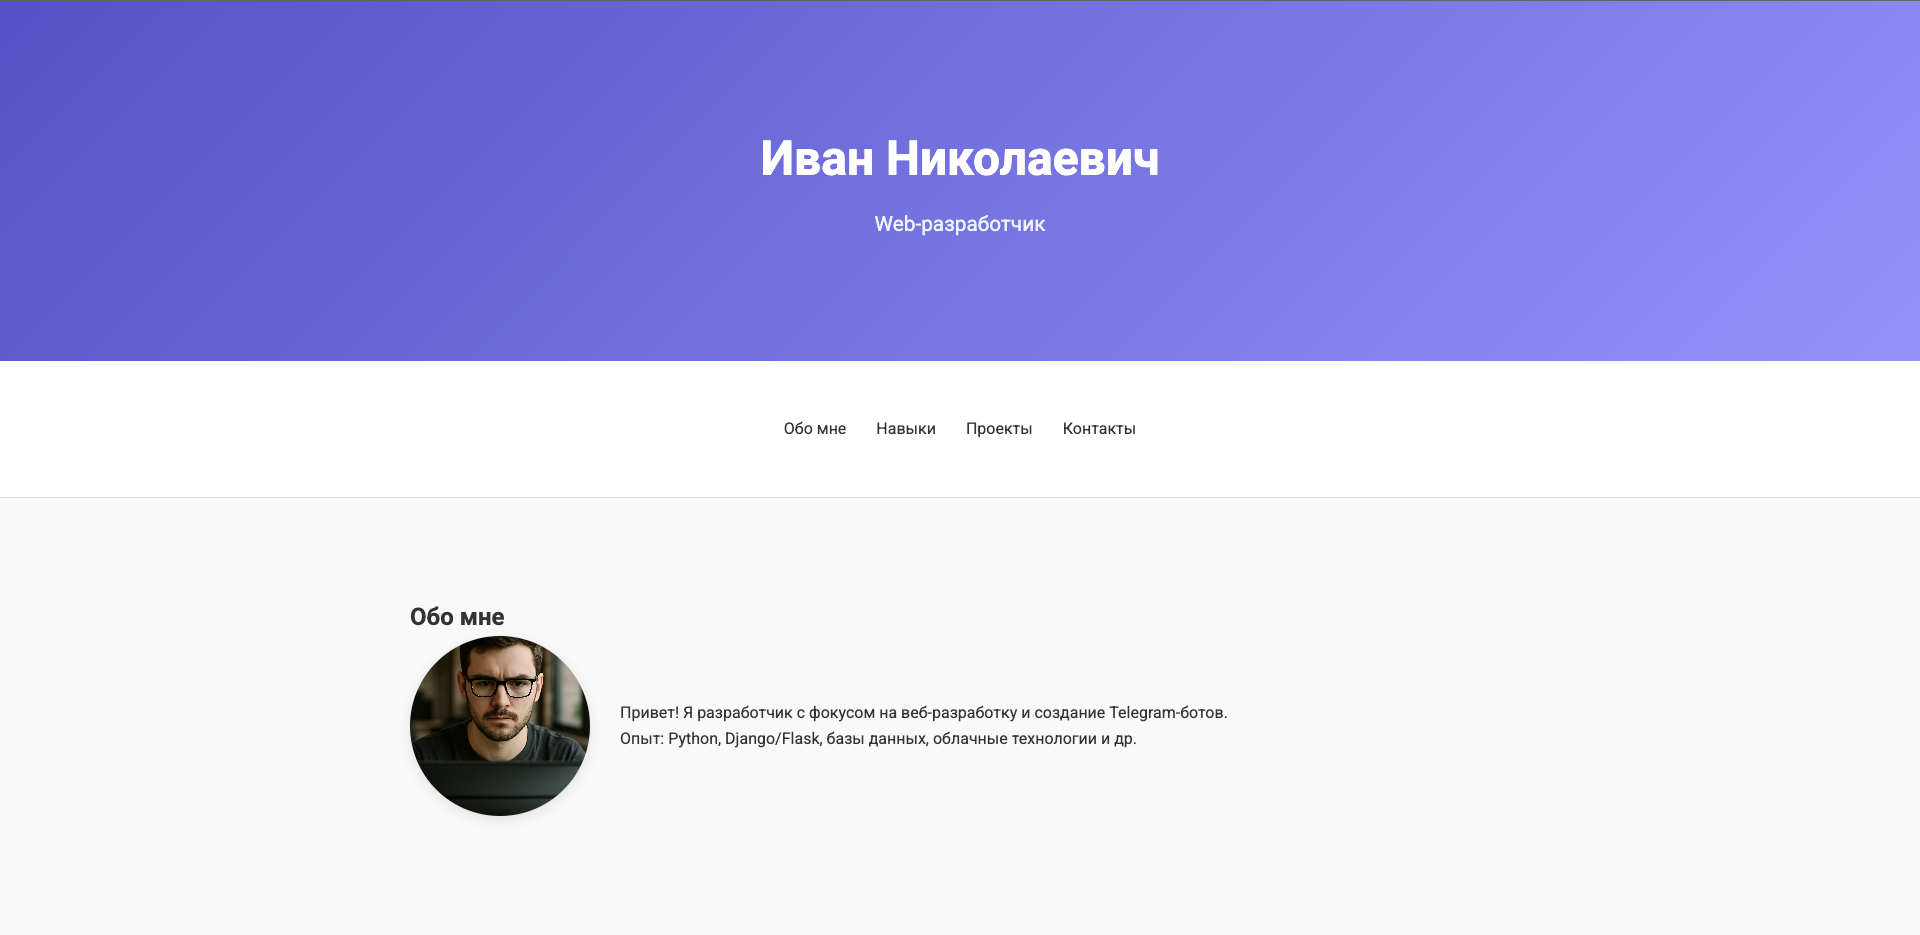 Иван Николаевич
Web-разработчик
Обо мне Навыки Проекты Контакты
Обо мне
Привет! Я разработчик с фокусом на веб-разработку и создание Telegram-ботов.
Опыт: Python, Django/Flask, базы данных, облачные технологии и др.